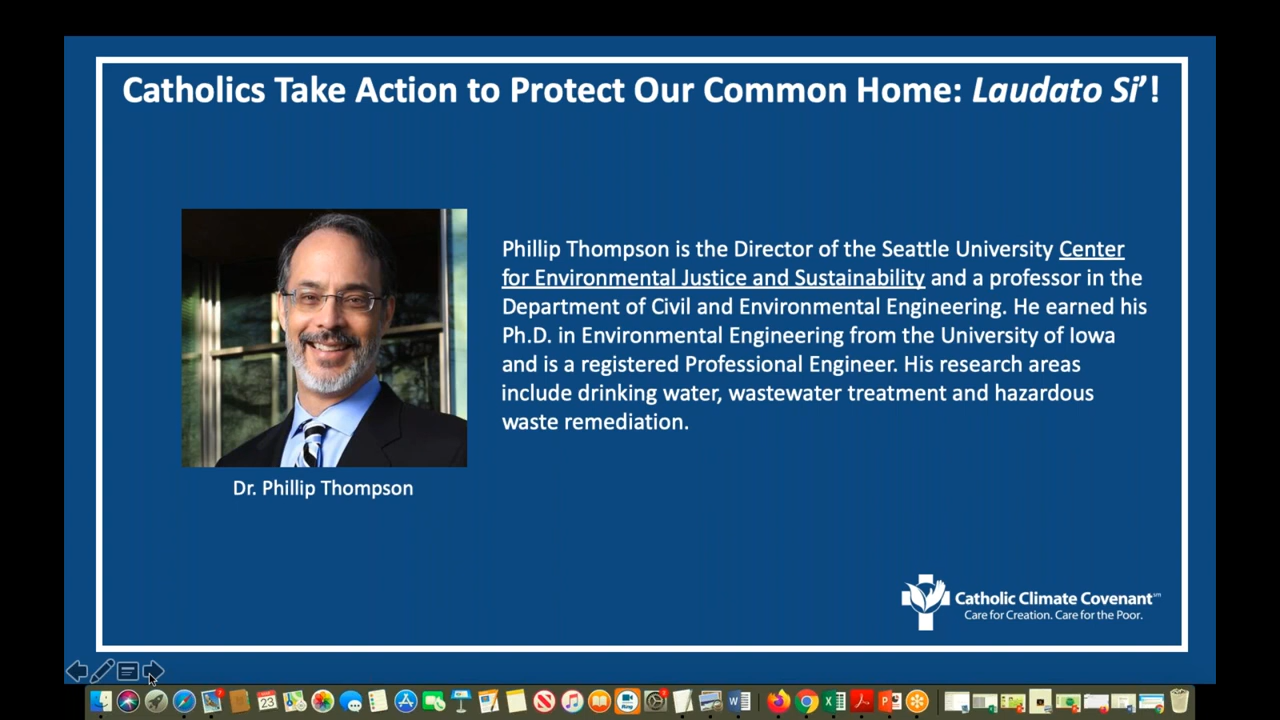 Catholics Take Action to Protect Our Common Home: Laudato Si’!
Phillip Thompson is the Director of the Seattle University Center
for Environmental Justice and Sustainability and a professor in the
Department of Civil and Environmental Engineering. He earned his
Ph.D. in Environmental Engineering from the University of Iowa
and is a registered Professional Engineer. His research areas
include drinking water, wastewater treatment and hazardous
waste remediation.
Dr. Phillip Thompson
Catholic Climate Covenant
Care for Creation. Care for the Poor.
23